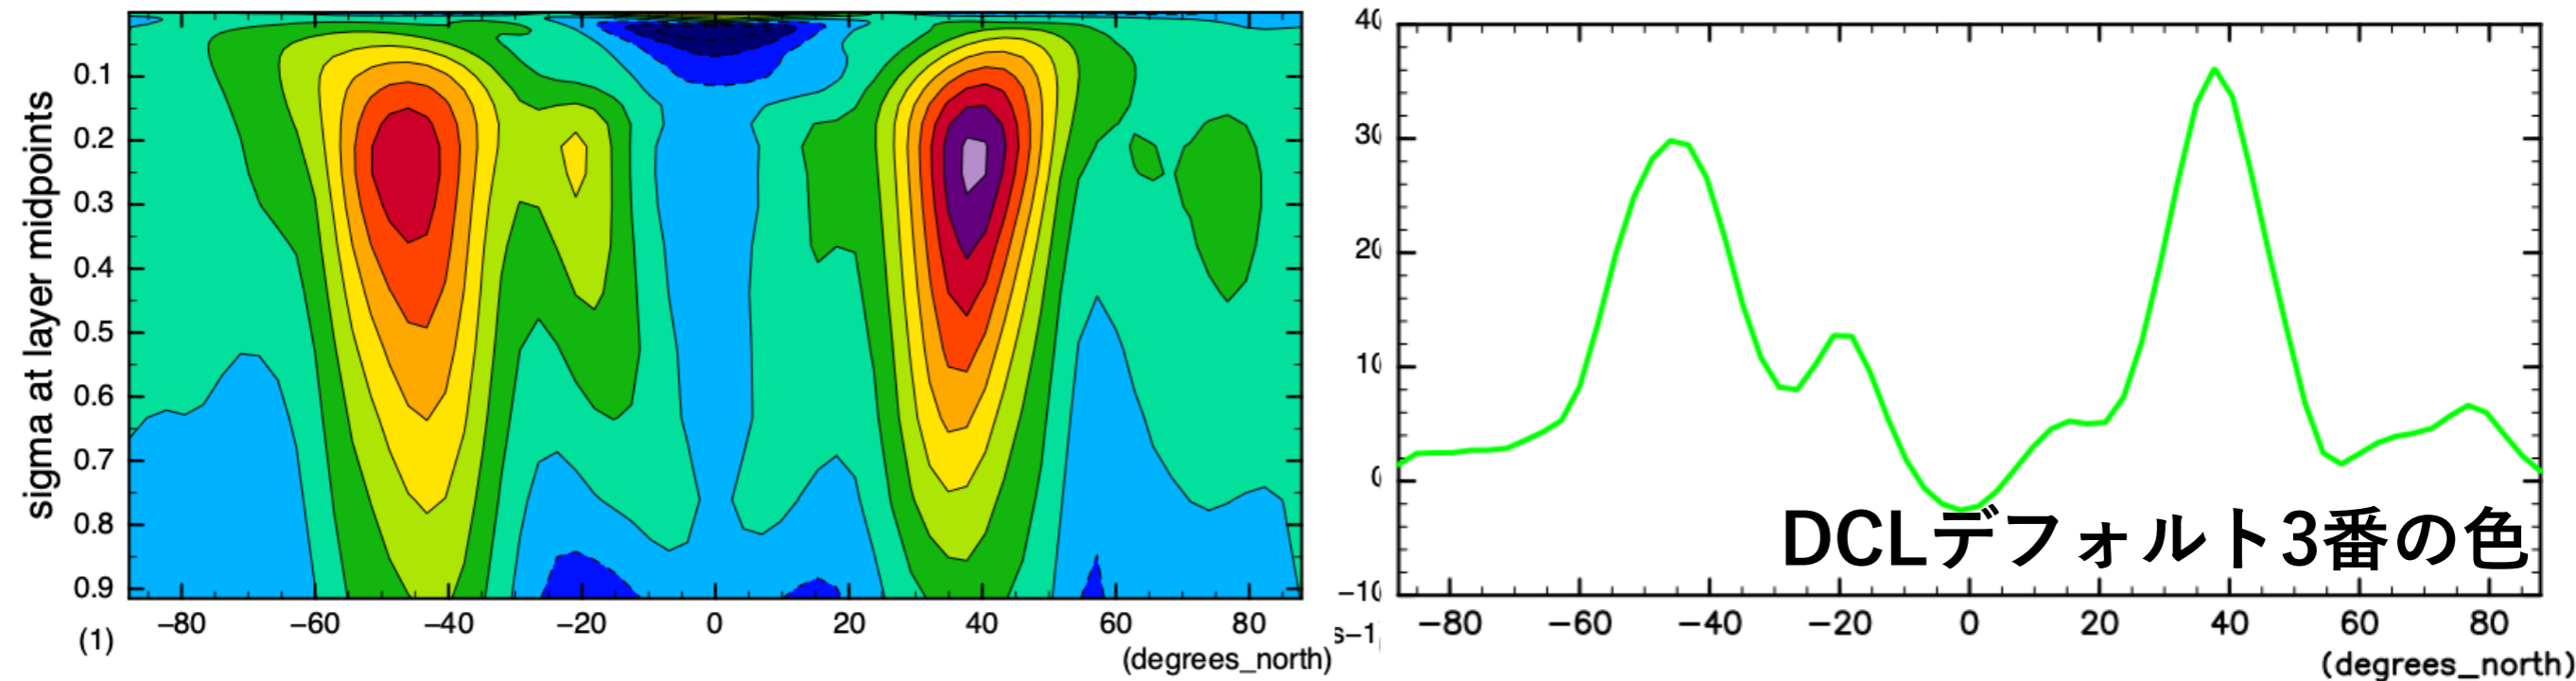 sigma at layer midpoints
0.1
0.2
0.3
0.4
0.5
0.6
0.7
0.8
0.9
−80 −60 −40 −20 0 20 40 60 80
(1)
(degrees_north)
40
30
20
10
0
−10
s−1
DCLデフォルト3番の色
−80 −60 −40 −20 0 20 40 60 80
(degrees_north)